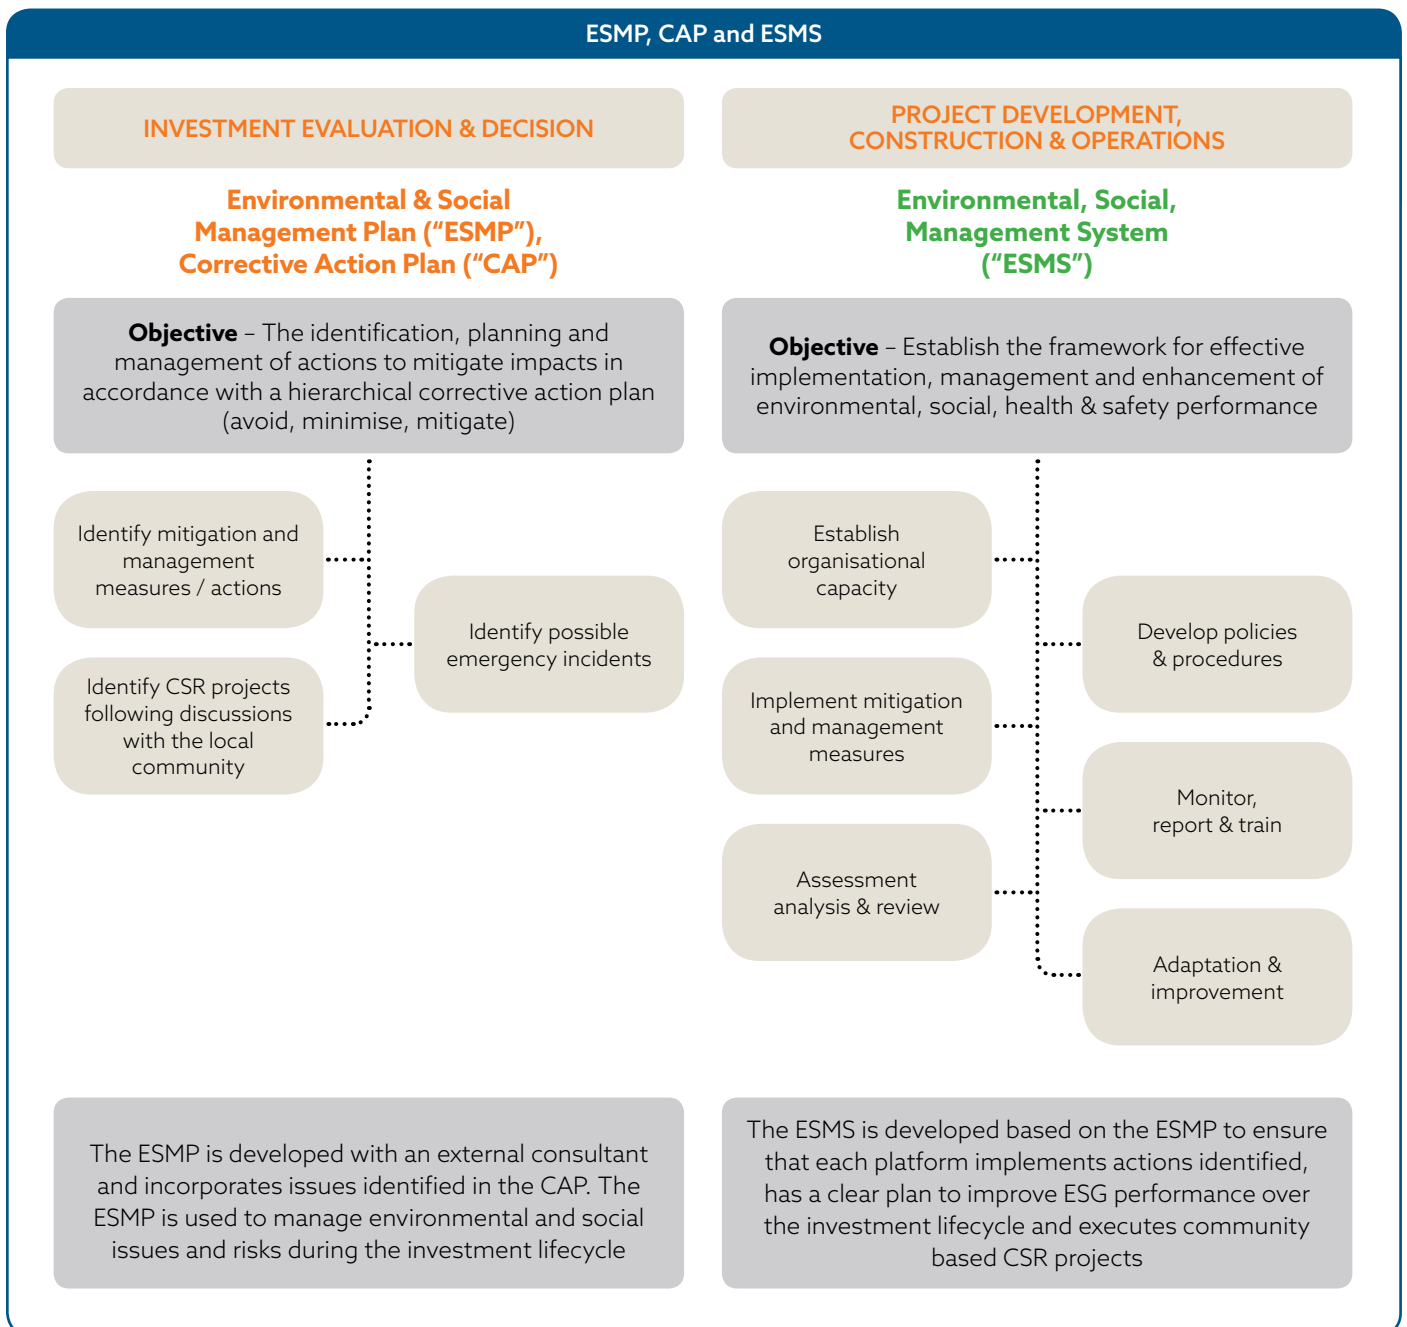 ESMP, CAP and ESMS
INVESTMENT EVALUATION & DECISION
Environmental & Social
Management Plan (“ESMP”),
Corrective Action Plan (“CAP”)
Objective – The identification, planning and
management of actions to mitigate impacts in
accordance with a hierarchical corrective action plan
(avoid, minimise, mitigate)
Identify mitigation and
management
measures / actions
Identify possible
emergency incidents
Identify CSR projects
following discussions
with the local
community
The ESMP is developed with an external consultant
and incorporates issues identified in the CAP. The
ESMP is used to manage environmental and social
issues and risks during the investment lifecycle
PROJECT DEVELOPMENT,
CONSTRUCTION & OPERATIONS
Environmental, Social,
Management System
(“ESMS”)
Objective – Establish the framework for effective
implementation, management and enhancement of
environmental, social, health & safety performance
Establish
organisational
capacity
Develop policies
& procedures
Implement mitigation
and management
measures
Monitor,
report & train
Assessment
analysis & review
Adaptation &
improvement
The ESMS is developed based on the ESMP to ensure
that each platform implements actions identified,
has a clear plan to improve ESG performance over
the investment lifecycle and executes community
based CSR projects